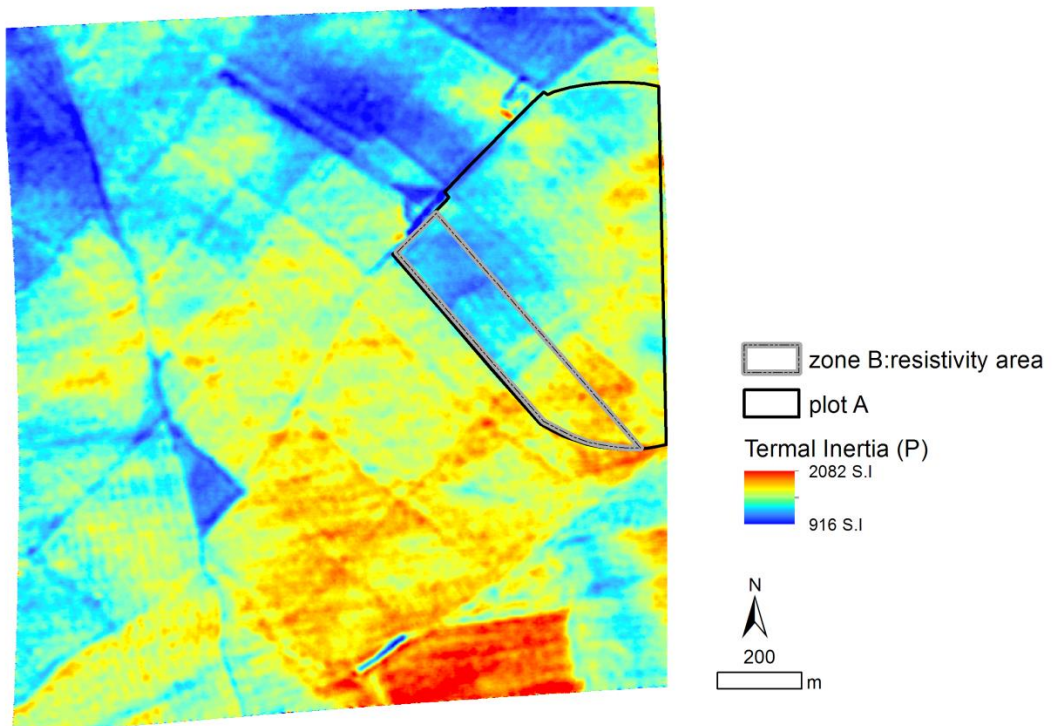 zone B:resistivity area
plot A
Termal Inertia (P)
2082 S.I
916 S.I
N
200
m